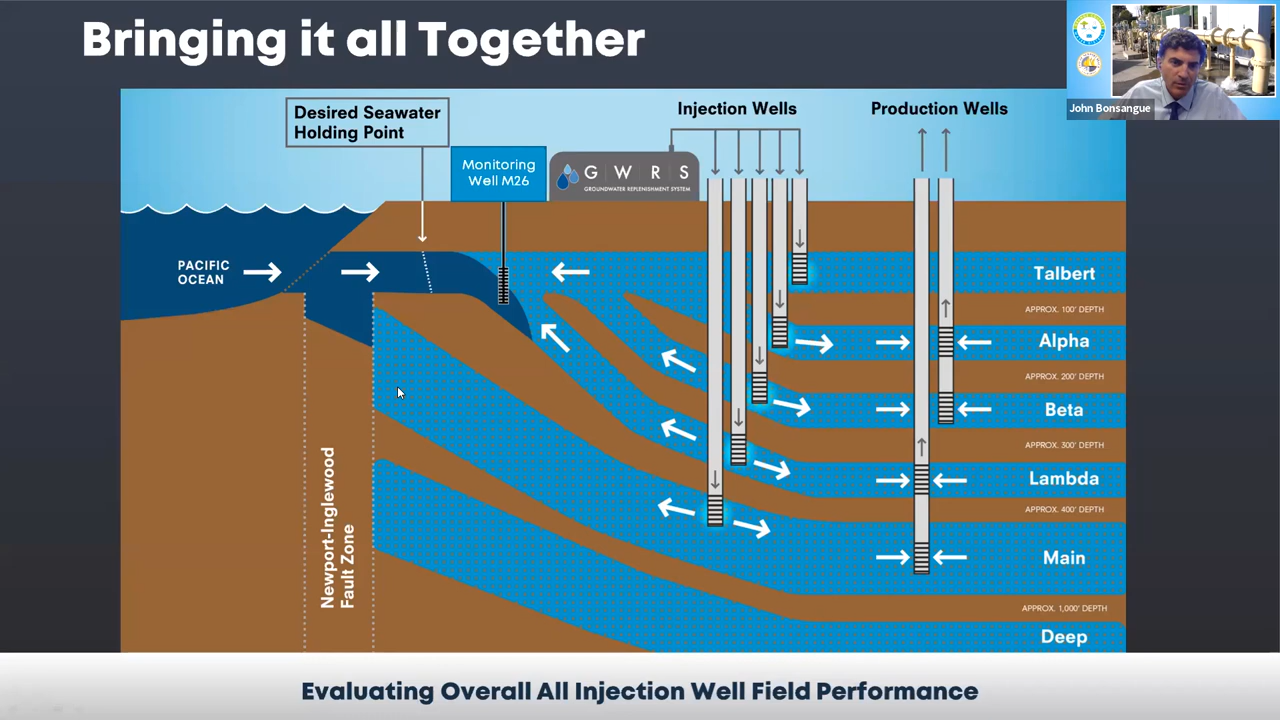 Bringing it all Together
John Bonsangue
Desired Seawater
Holding Point
Monitoring
Well M26
G W R S
GROUNDWATER REPLENISHMENT SYSTEM
Injection Wells
Production Wells
PACIFIC
OCEAN
Talbert
APPROX. 100' DEPTH
Alpha
APPROX. 200' DEPTH
Beta
APPROX. 300' DEPTH
Lambda
APPROX. 400' DEPTH
Main
APPROX. 1,000' DEPTH
Deep
Newport-Inglewood
Fault Zone
Evaluating Overall All Injection Well Field Performance